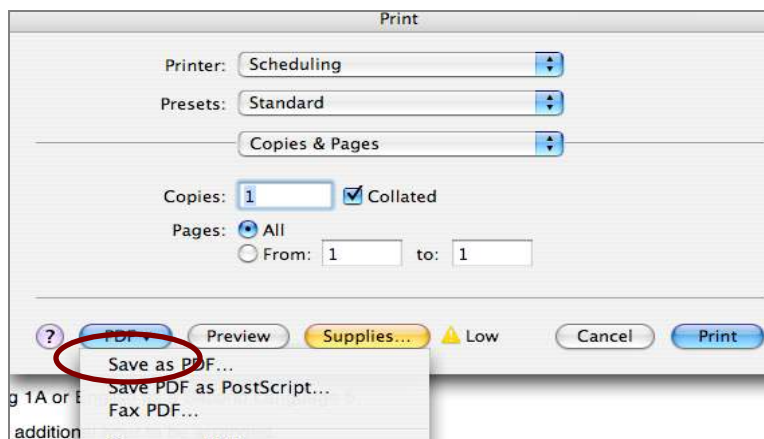 Print
Printer: Scheduling
Presets: Standard
Copies & Pages
Copies: 1 Collated
Pages: All
From: 1 to: 1
? PDF Preview Supplies... Low Cancel Print
Save as PDF...
Save PDF as PostScript...
g 1A or
Fax PDF...
addition